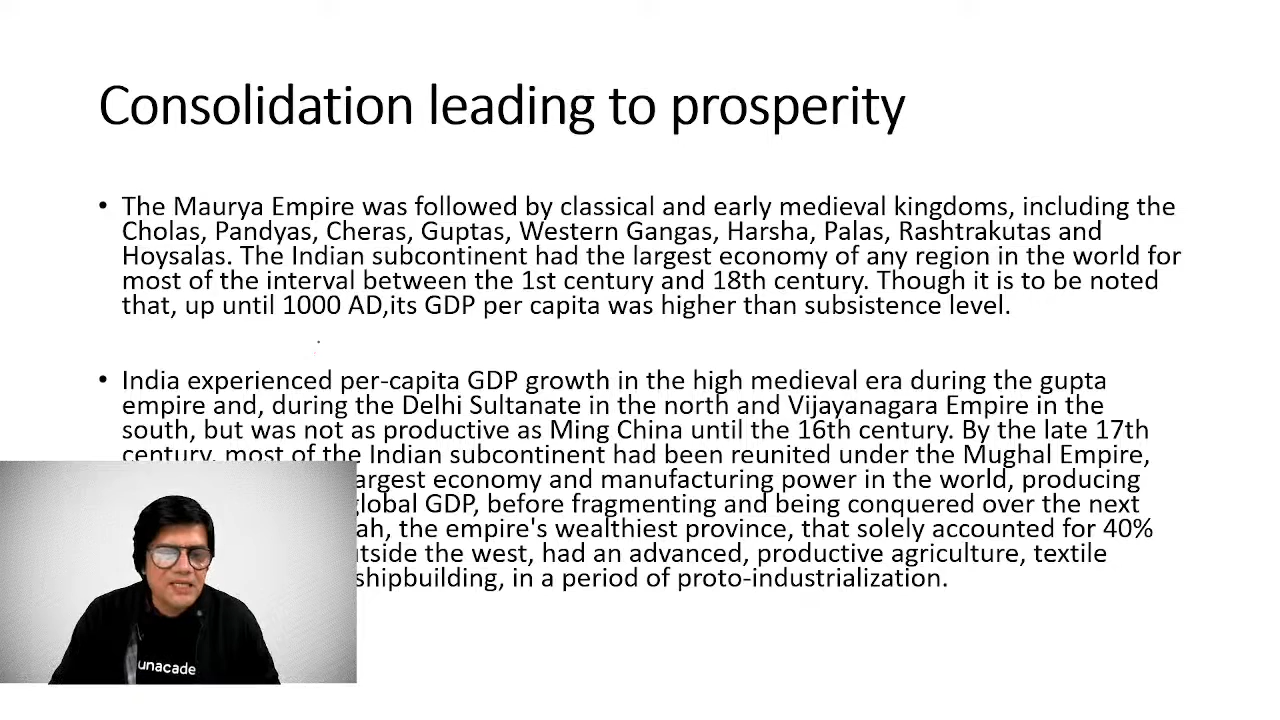 Consolidation leading to prosperity
• The Maurya Empire was followed by classical and early medieval kingdoms, including the
Cholas, Pandyas, Cheras, Guptas, Western Gangas, Harsha, Palas, Rashtrakutas and
Hoysalas. The Indian subcontinent had the largest economy of any region in the world for
most of the interval between the 1st century and 18th century. Though it is to be noted
that, up until 1000 AD,its GDP per capita was higher than subsistence level.
• India experienced per-capita GDP growth in the high medieval era during the gupta
empire and, during the Delhi Sultanate in the north and Vijayanagara Empire in the
south, but was not as productive as Ming China until the 16th century. By the late 17th
century, most of the Indian subcontinent had been reunited under the Mughal Empire,
largest economy and manufacturing power in the world, producing
global GDP, before fragmenting and being conquered over the next
ah, the empire's wealthiest province, that solely accounted for 40%
tside the west, had an advanced, productive agriculture, textile
shipbuilding, in a period of proto-industrialization.
unacade